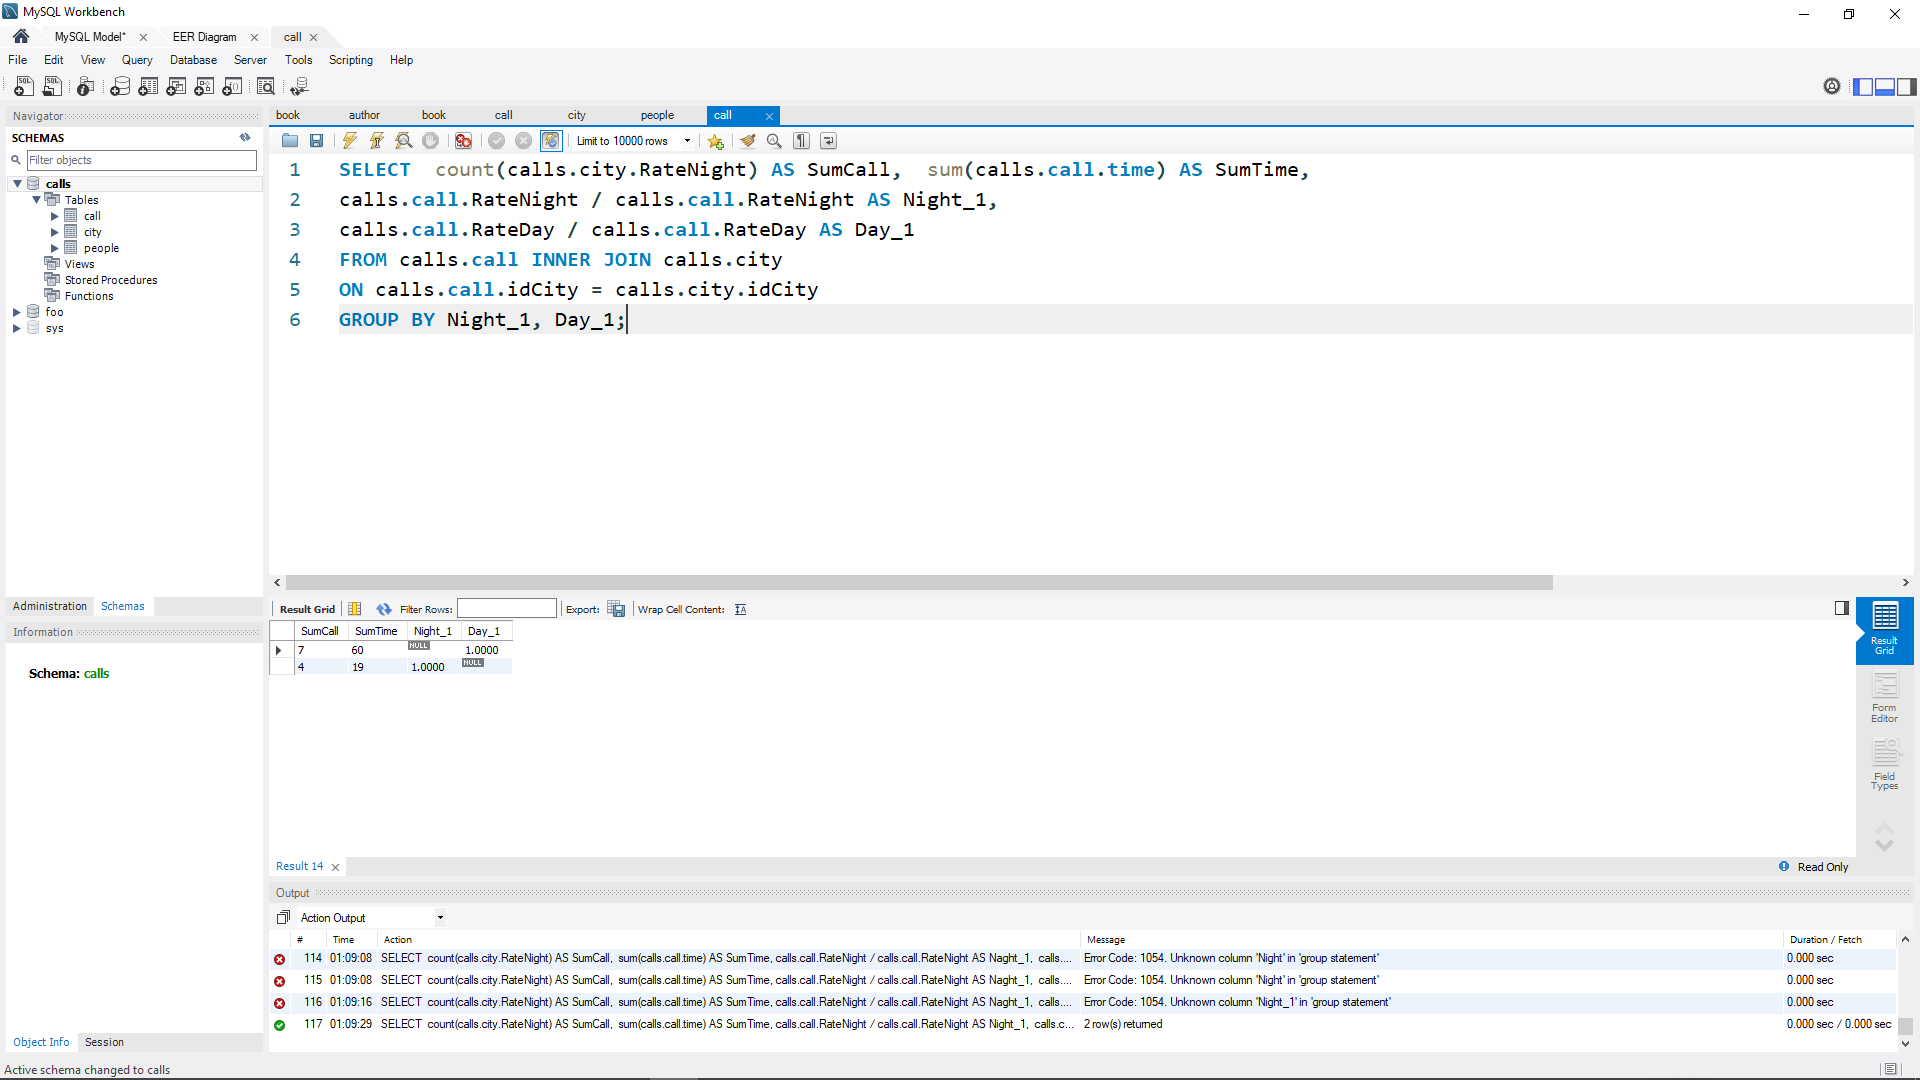 MySQL Workbench
MySQL Model*
EER Diagram
call
File Edit View Query Database Server Tools Scripting Help
Navigator
SCHEMAS
Filter objects
calls
Tables
call
city
people
Views
Stored Procedures
Functions
foo
sys
Administration Schemas
Information
Schema: calls
Object Info Session
book author book call city people call
Limit to 10000 rows
1 SELECT count(calls.city.RateNight) AS SumCall, sum(calls.call.time) AS SumTime,
2 calls.call.RateNight / calls.call.RateNight AS Night_1,
3 calls.call.RateDay / calls.call.RateDay AS Day_1
4 FROM calls.call INNER JOIN calls.city
5 ON calls.call.idCity = calls.city.idCity
6 GROUP BY Night_1, Day_1;
Result Grid Filter Rows: Export: Wrap Cell Content:
SumCall SumTime Night_1 Day_1
7 60 NULL 1.0000
4 19 1.0000 NULL
Result Grid
Form Editor
Field Types
Result 14
Read Only
Output
Action Output
# Time Action Message Duration / Fetch
114 01:09:08 SELECT count(calls.city.RateNight) AS SumCall, sum(calls.call.time) AS SumTime, calls.call.RateNight / calls.call.RateNight AS Naght_1, calls.... Error Code: 1054. Unknown column 'Night' in 'group statement' 0.000 sec
115 01:09:08 SELECT count(calls.city.RateNight) AS SumCall, sum(calls.call.time) AS SumTime, calls.call.RateNight / calls.call.RateNight AS Naght_1, calls.... Error Code: 1054. Unknown column 'Night' in 'group statement' 0.000 sec
116 01:09:16 SELECT count(calls.city.RateNight) AS SumCall, sum(calls.call.time) AS SumTime, calls.call.RateNight / calls.call.RateNight AS Naght_1, calls.... Error Code: 1054. Unknown column 'Night_1' in 'group statement' 0.000 sec
117 01:09:29 SELECT count(calls.city.RateNight) AS SumCall, sum(calls.call.time) AS SumTime, calls.call.RateNight / calls.call.RateNight AS Night_1, calls.c... 2 row(s) returned 0.000 sec / 0.000 sec
Active schema changed to calls